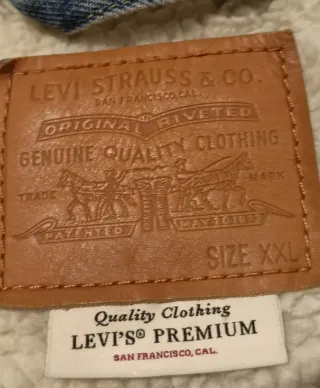 LEVI STRAUSS & CO.
SAN FRANCISCO, CAL.
ORIGINAL RIVETED
GENUINE QUALITY CLOTHING
TRADE MARK
PATENTED MAY 20 1873
SIZE XXL
Quality Clothing
LEVI'S® PREMIUM
SAN FRANCISCO, CAL.